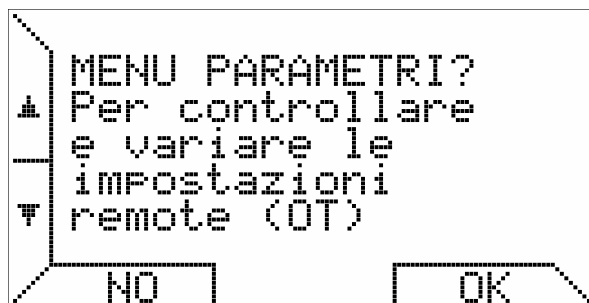 MENU PARAMETRI?
Per controllare
e variare le
impostazioni
remote (OT)
NO OK